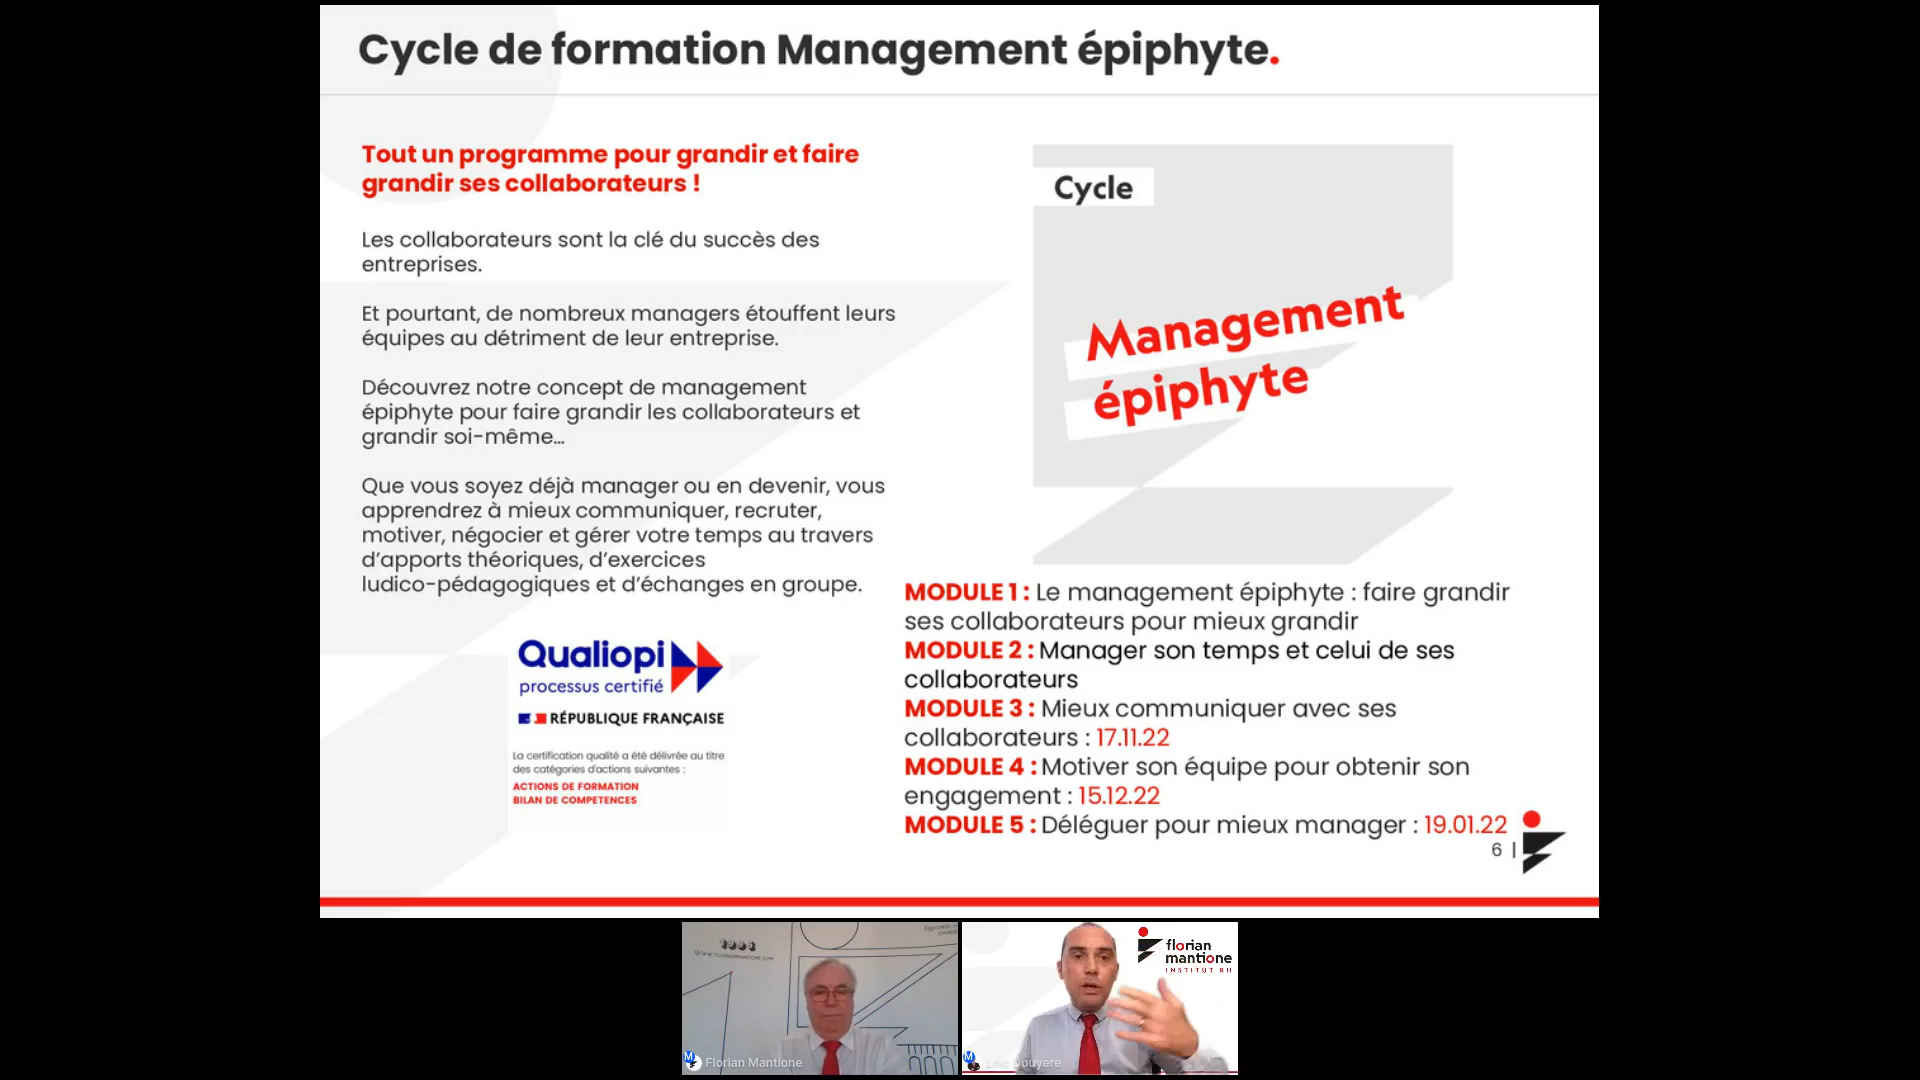 Cycle de formation Management épiphyte.
Tout un programme pour grandir et faire
grandir ses collaborateurs !
Les collaborateurs sont la clé du succès des
entreprises.
Et pourtant, de nombreux managers étouffent leurs
équipes au détriment de leur entreprise.
Découvrez notre concept de management
épiphyte pour faire grandir les collaborateurs et
grandir soi-même...
Que vous soyez déjà manager ou en devenir, vous
apprendrez à mieux communiquer, recruter,
motiver, négocier et gérer votre temps au travers
d'apports théoriques, d'exercices
ludico-pédagogiques et d'échanges en groupe.
Qualiopi
processus certifié
RÉPUBLIQUE FRANÇAISE
La certification qualité a été délivrée au titre
des catégories d'actions suivantes :
ACTIONS DE FORMATION
BILAN DE COMPETENCES
Cycle
Management
épiphyte
MODULE 1 : Le management épiphyte : faire grandir
ses collaborateurs pour mieux grandir
MODULE 2 : Manager son temps et celui de ses
collaborateurs
MODULE 3 : Mieux communiquer avec ses
collaborateurs : 17.11.22
MODULE 4 : Motiver son équipe pour obtenir son
engagement : 15.12.22
MODULE 5 : Déléguer pour mieux manager : 19.01.22
6 |
www.florianmantione.com
Florian Mantione
florian
mantione
INSTITUT RH
Douyere